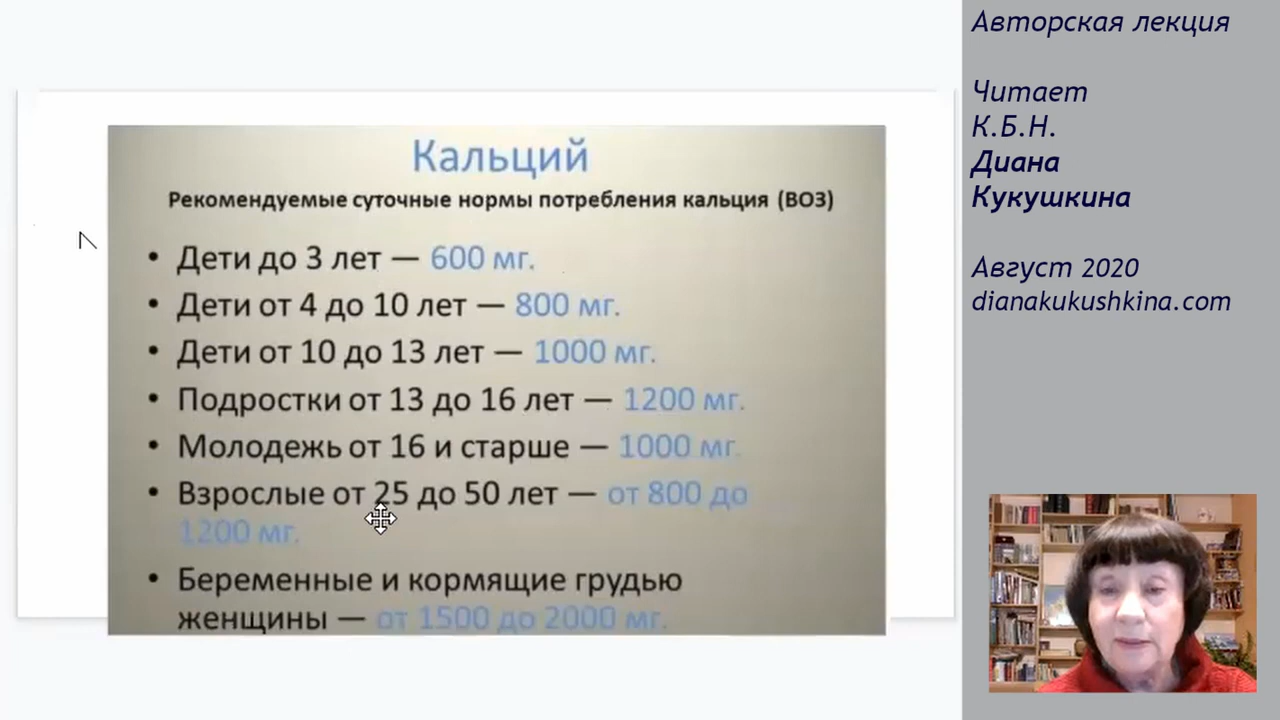 Кальций
Рекомендуемые суточные нормы потребления кальция (ВОЗ)
• Дети до 3 лет — 600 мг.
• Дети от 4 до 10 лет — 800 мг.
• Дети от 10 до 13 лет — 1000 мг.
• Подростки от 13 до 16 лет — 1200 мг.
• Молодежь от 16 и старше — 1000 мг.
• Взрослые от 25 до 50 лет — от 800 до
1200 мг.
• Беременные и кормящие грудью
женщины — от 1500 до 2000 мг.
Авторская лекция
Читает
К.Б.Н.
Диана
Кукушкина
Август 2020
dianakukushkina.com